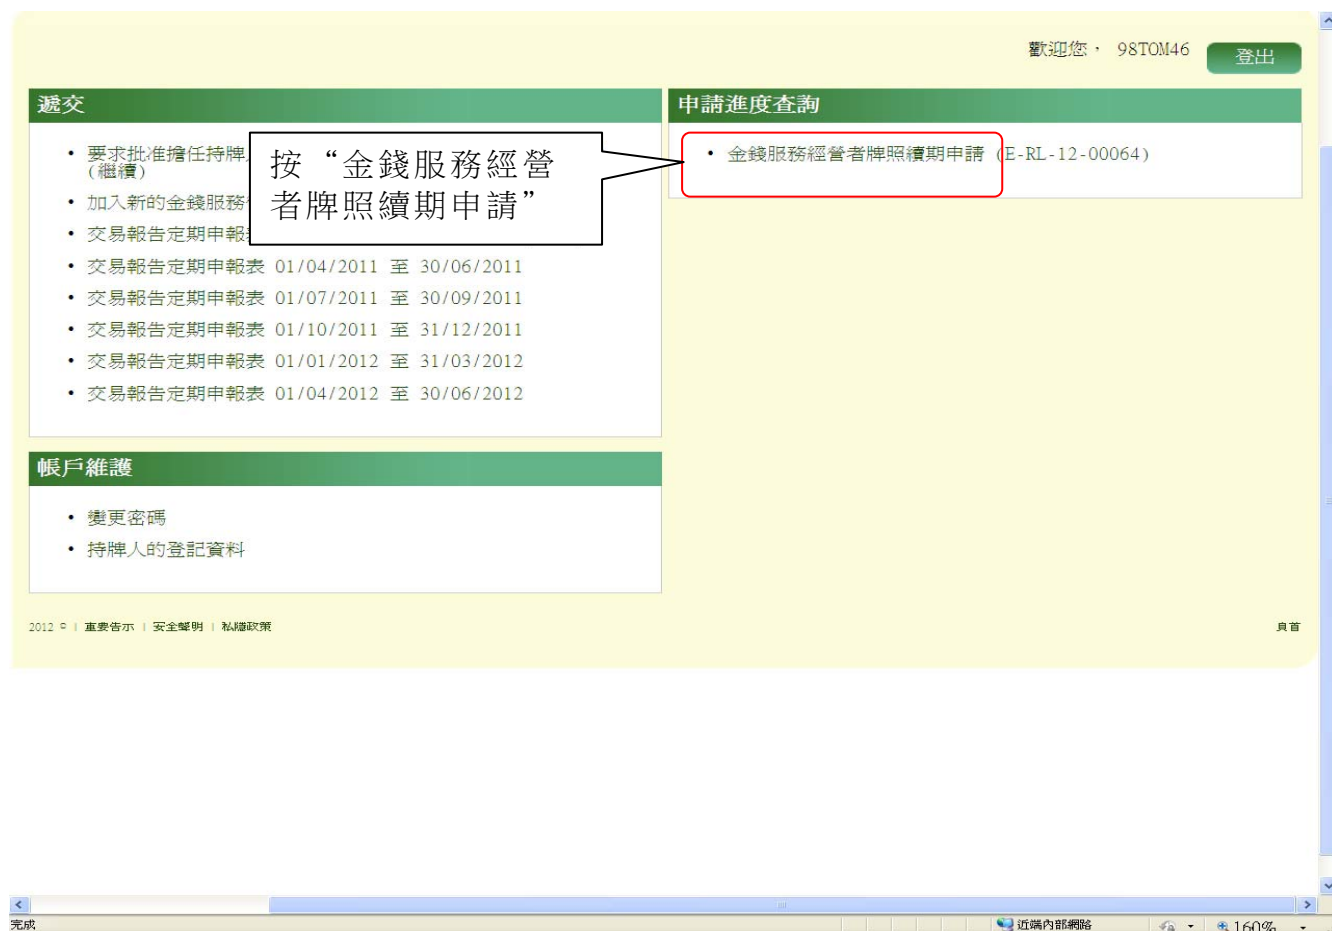 歡迎您， 98TOM46
登出
遞交
• 要求批准擔任持牌
(繼續)
• 加入新的金錢服務
• 交易報告定期申報
• 交易報告定期申報表 01/04/2011 至 30/06/2011
• 交易報告定期申報表 01/07/2011 至 30/09/2011
• 交易報告定期申報表 01/10/2011 至 31/12/2011
• 交易報告定期申報表 01/01/2012 至 31/03/2012
• 交易報告定期申報表 01/04/2012 至 30/06/2012
按“金錢服務經營
者牌照續期申請”
申請進度查詢
• 金錢服務經營者牌照續期申請 (E-RL-12-00064)
帳戶維護
• 變更密碼
• 持牌人的登記資料
2012 © | 重要告示 | 安全聲明 | 私隱政策
頁首
完成
近端內部網路
160%